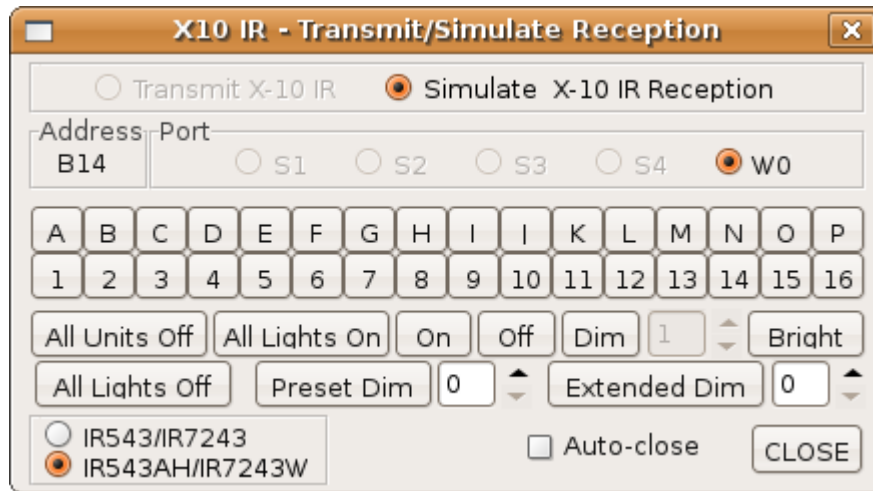 X10 IR - Transmit/Simulate Reception
Transmit X-10 IR Simulate X-10 IR Reception
Address Port
B14 S1 S2 S3 S4 W0
A B C D E F G H I I K L M N O P
1 2 3 4 5 6 7 8 9 10 11 12 13 14 15 16
All Units Off All Lights On On Off Dim 1 Bright
All Lights Off Preset Dim 0 Extended Dim 0
IR543/IR7243
IR543AH/IR7243W Auto-close CLOSE